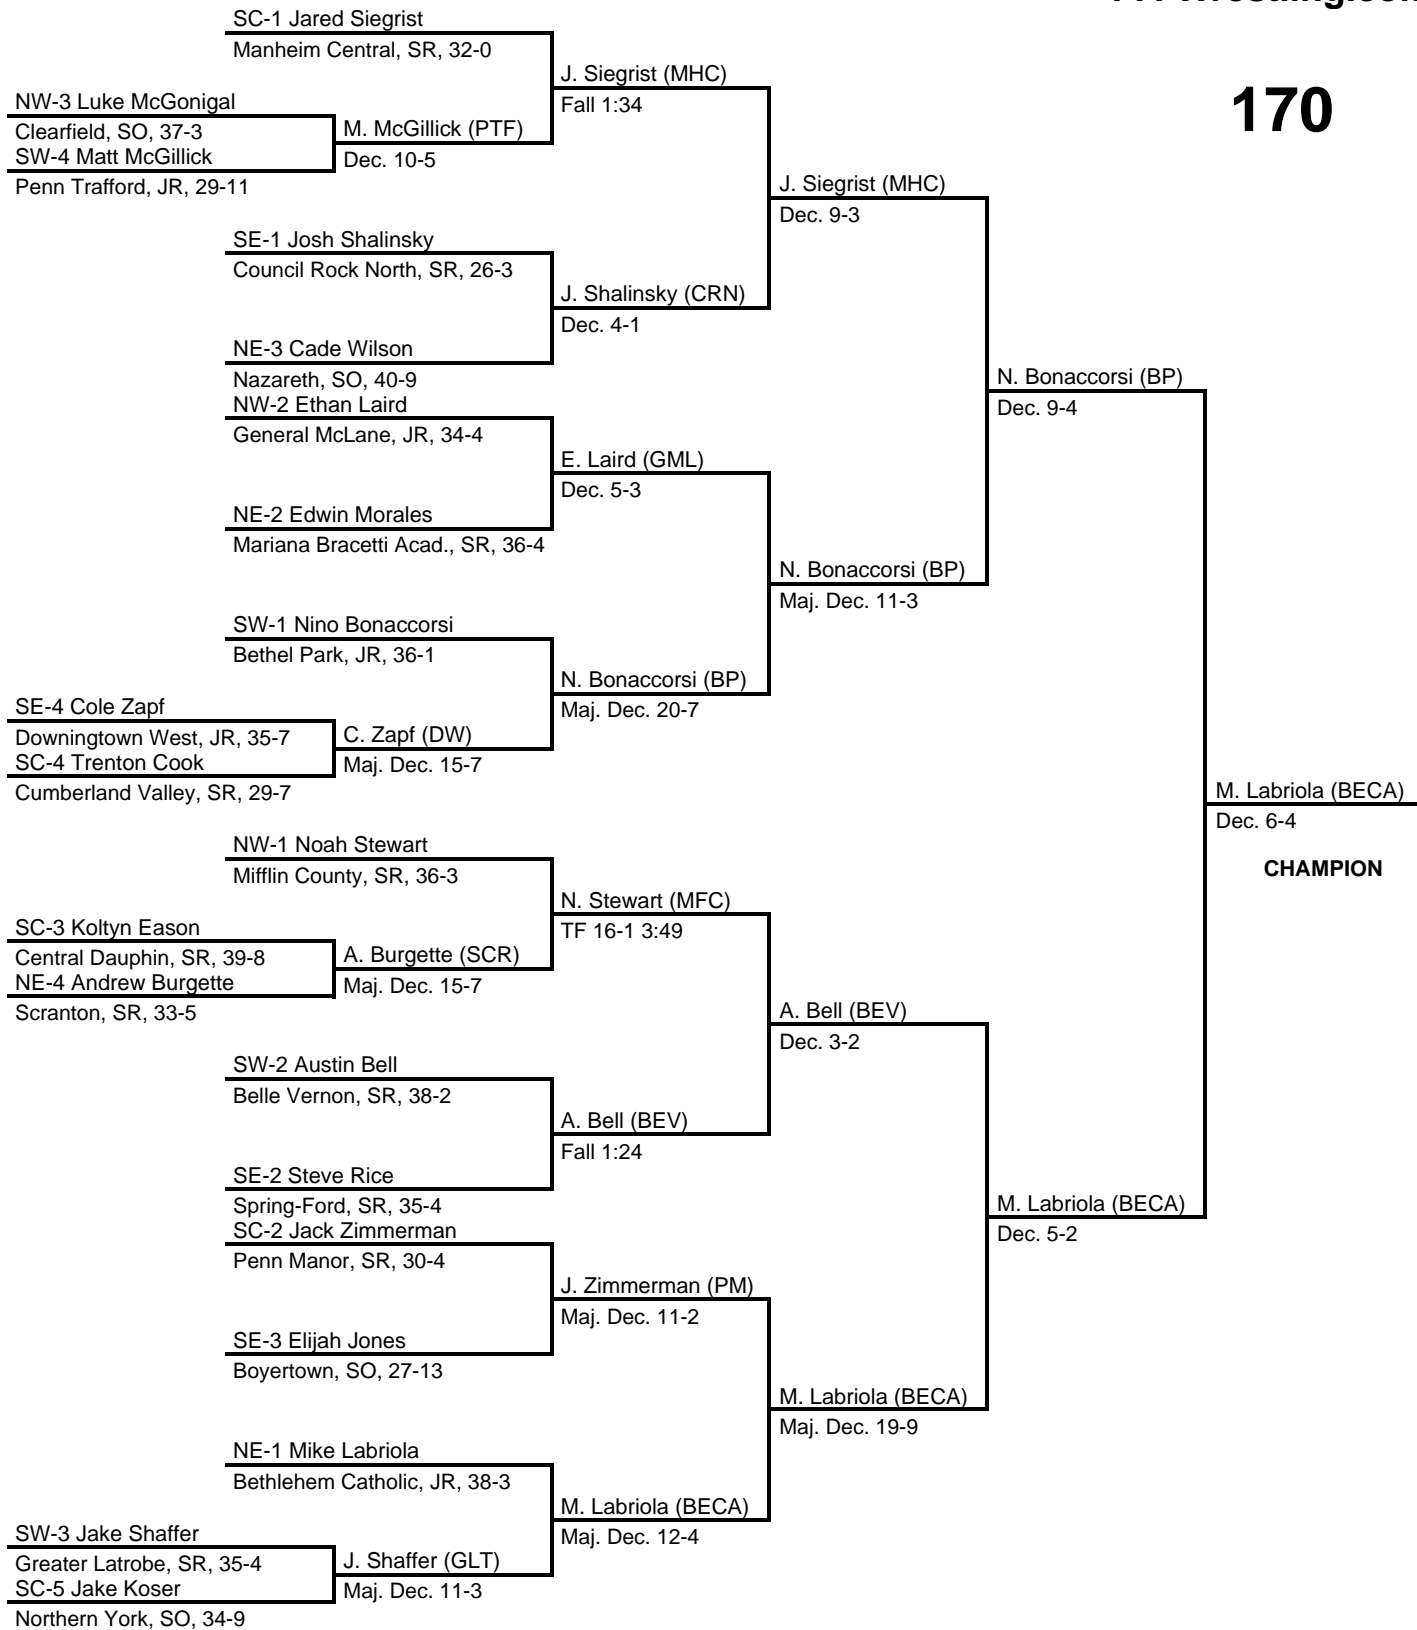 170
SC-1 Jared Siegrist
Manheim Central, SR, 32-0
J. Siegrist (MHC)
Fall 1:34
NW-3 Luke McGonigal
Clearfield, SO, 37-3
M. McGillick (PTF)
SW-4 Matt McGillick
Dec. 10-5
Penn Trafford, JR, 29-11
J. Siegrist (MHC)
Dec. 9-3
SE-1 Josh Shalinsky
Council Rock North, SR, 26-3
J. Shalinsky (CRN)
Dec. 4-1
NE-3 Cade Wilson
Nazareth, SO, 40-9
N. Bonaccorsi (BP)
Dec. 9-4
NW-2 Ethan Laird
General McLane, JR, 34-4
E. Laird (GML)
Dec. 5-3
NE-2 Edwin Morales
Mariana Bracetti Acad., SR, 36-4
N. Bonaccorsi (BP)
Maj. Dec. 11-3
SW-1 Nino Bonaccorsi
Bethel Park, JR, 36-1
N. Bonaccorsi (BP)
Maj. Dec. 20-7
SE-4 Cole Zapf
Downingtown West, JR, 35-7
C. Zapf (DW)
SC-4 Trenton Cook
Maj. Dec. 15-7
Cumberland Valley, SR, 29-7
M. Labriola (BECA)
Dec. 6-4
CHAMPION
NW-1 Noah Stewart
Mifflin County, SR, 36-3
N. Stewart (MFC)
TF 16-1 3:49
SC-3 Koltyn Eason
Central Dauphin, SR, 39-8
A. Burgette (SCR)
NE-4 Andrew Burgette
Maj. Dec. 15-7
Scranton, SR, 33-5
A. Bell (BEV)
Dec. 3-2
SW-2 Austin Bell
Belle Vernon, SR, 38-2
A. Bell (BEV)
Fall 1:24
SE-2 Steve Rice
Spring-Ford, SR, 35-4
M. Labriola (BECA)
Dec. 5-2
SC-2 Jack Zimmerman
Penn Manor, SR, 30-4
J. Zimmerman (PM)
Maj. Dec. 11-2
SE-3 Elijah Jones
Boyertown, SO, 27-13
M. Labriola (BECA)
Maj. Dec. 19-9
NE-1 Mike Labriola
Bethlehem Catholic, JR, 38-3
M. Labriola (BECA)
Maj. Dec. 12-4
SW-3 Jake Shaffer
Greater Latrobe, SR, 35-4
J. Shaffer (GLT)
SC-5 Jake Koser
Maj. Dec. 11-3
Northern York, SO, 34-9